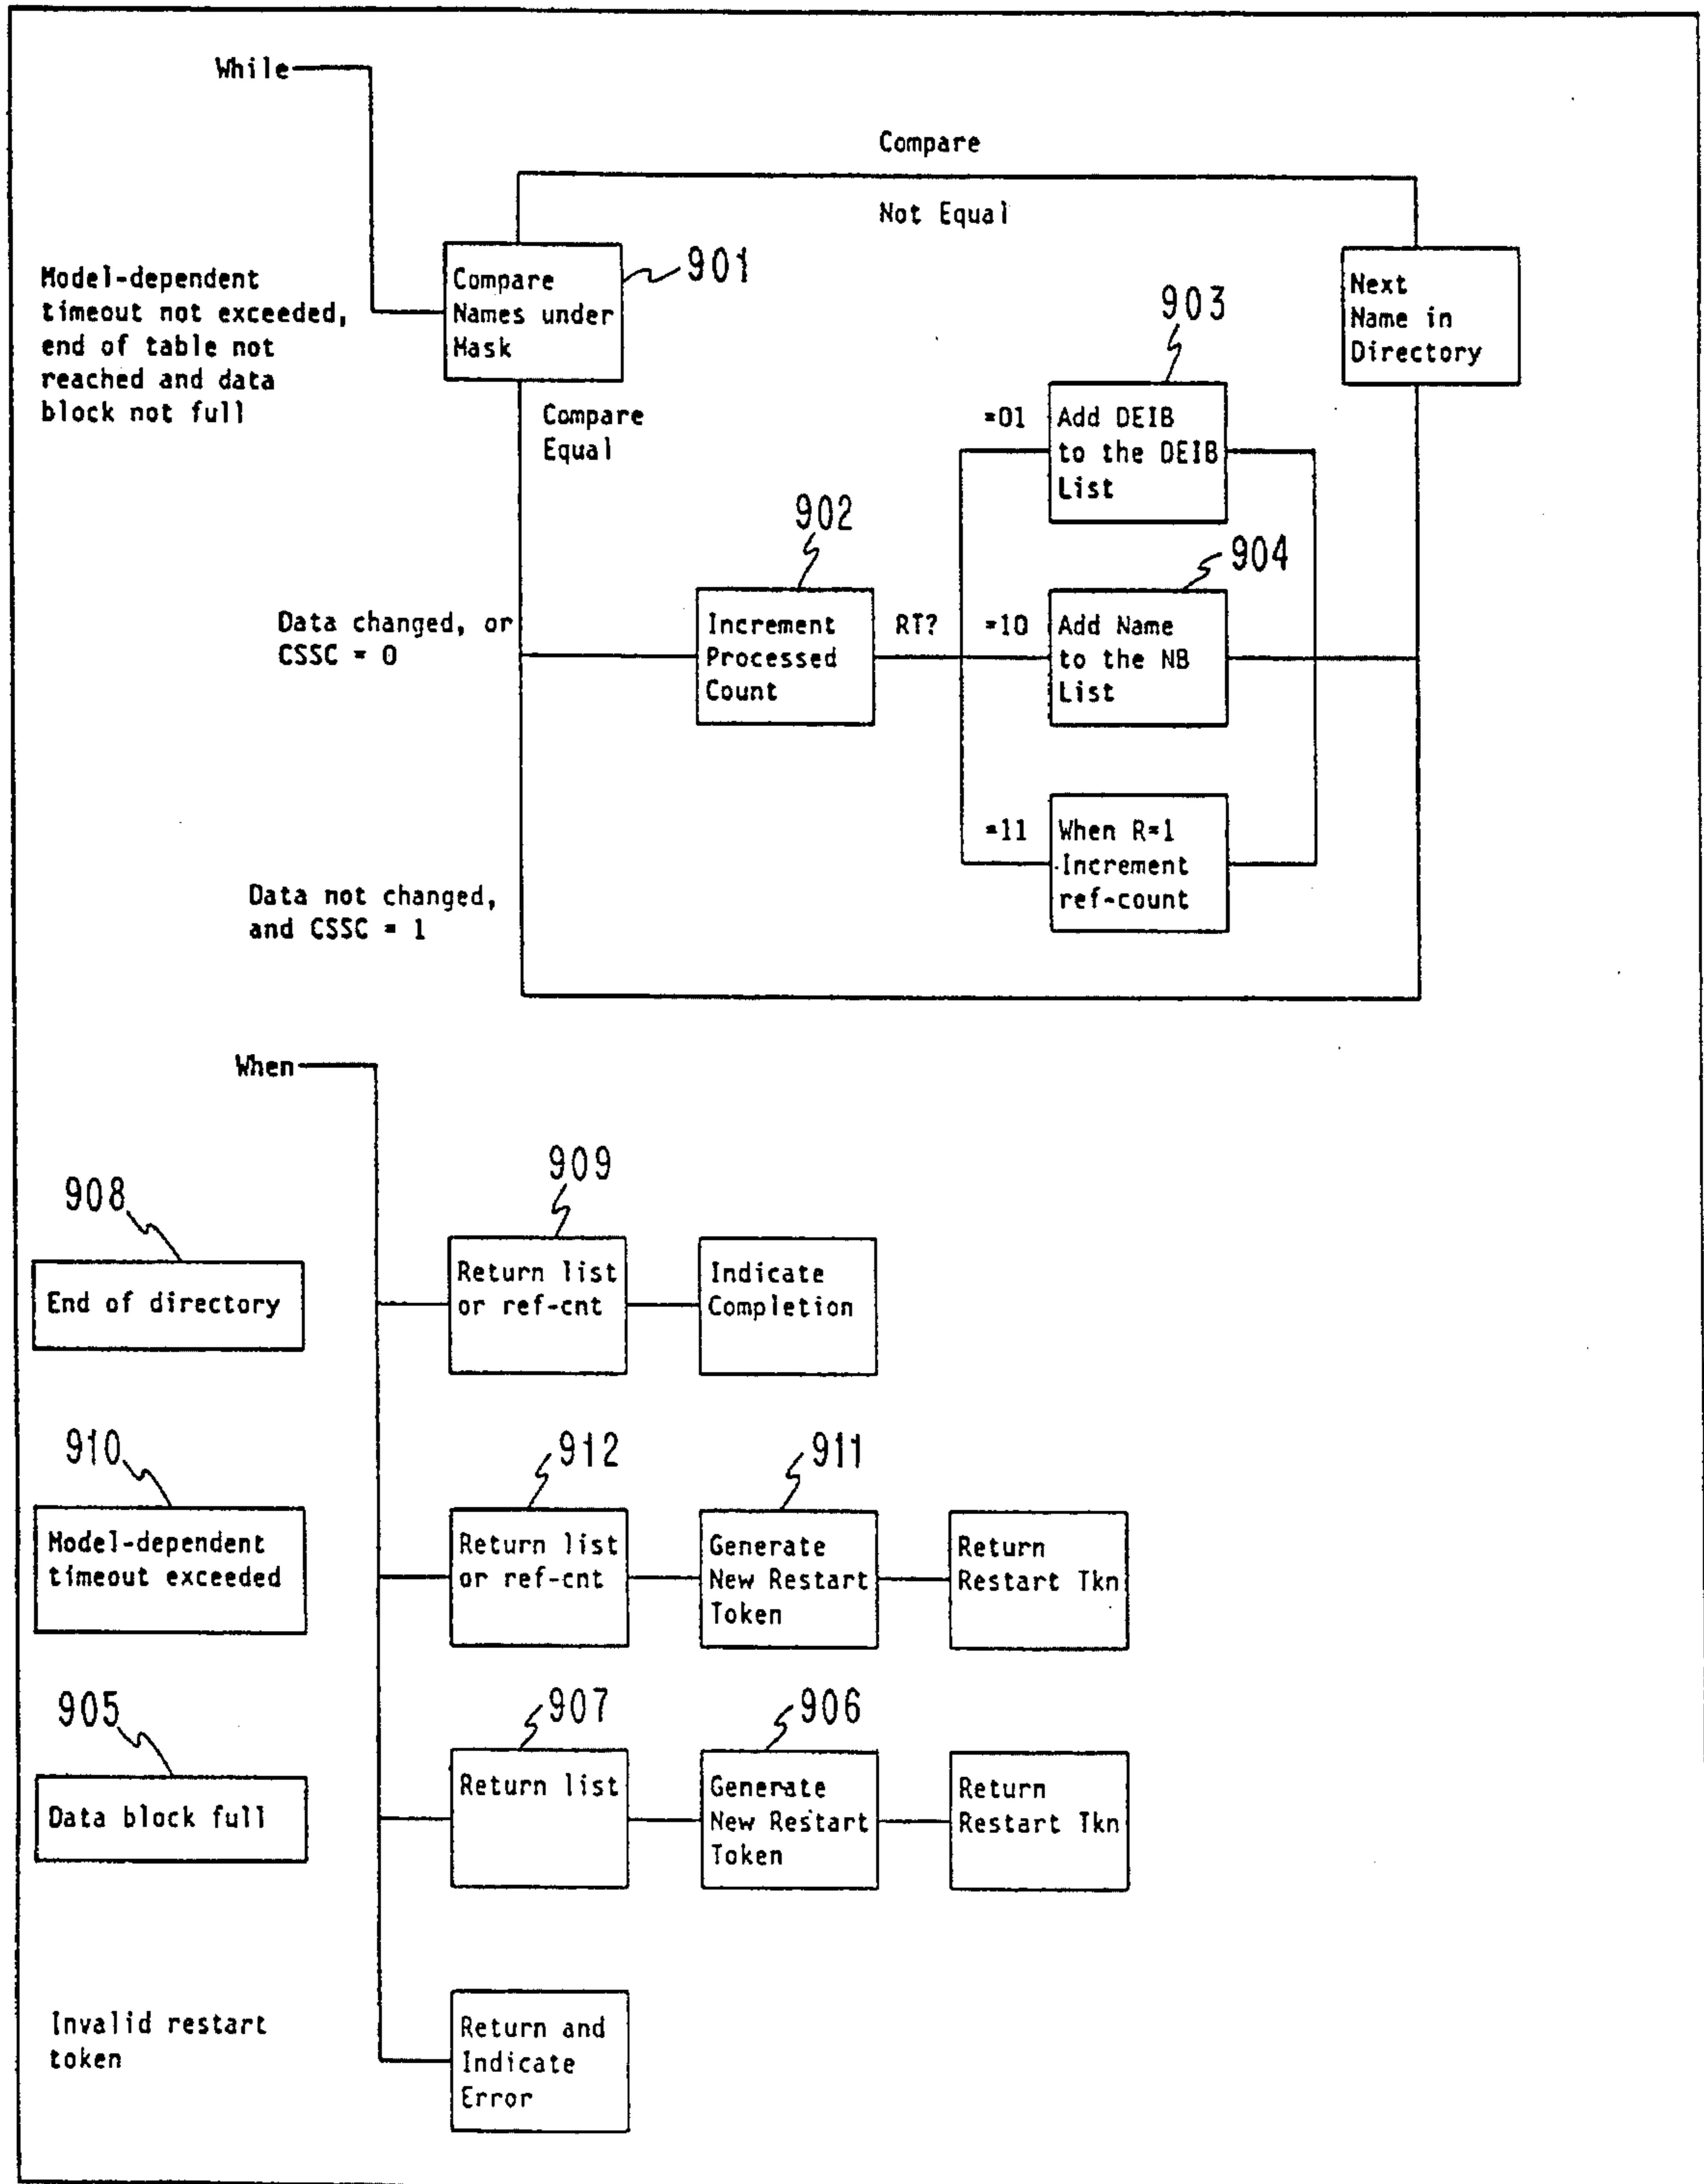 While
Compare
Not Equal
Model-dependent
timeout not exceeded,
end of table not
reached and data
block not full
Compare
Names under
Mask
901
Next
Name in
Directory
Compare
Equal
903
=01
Add DEIB
to the DEIB
List
902
904
Data changed, or
CSSC = 0
Increment
Processed
Count
RT?
=10
Add Name
to the NB
List
=11
When R=1
Increment
ref-count
Data not changed,
and CSSC = 1
When
908
End of directory
909
Return list
or ref-cnt
Indicate
Completion
910
Model-dependent
timeout exceeded
912
Return list
or ref-cnt
911
Generate
New Restart
Token
Return
Restart Tkn
905
Data block full
907
Return list
906
Generate
New Restart
Token
Return
Restart Tkn
Invalid restart
token
Return and
Indicate
Error